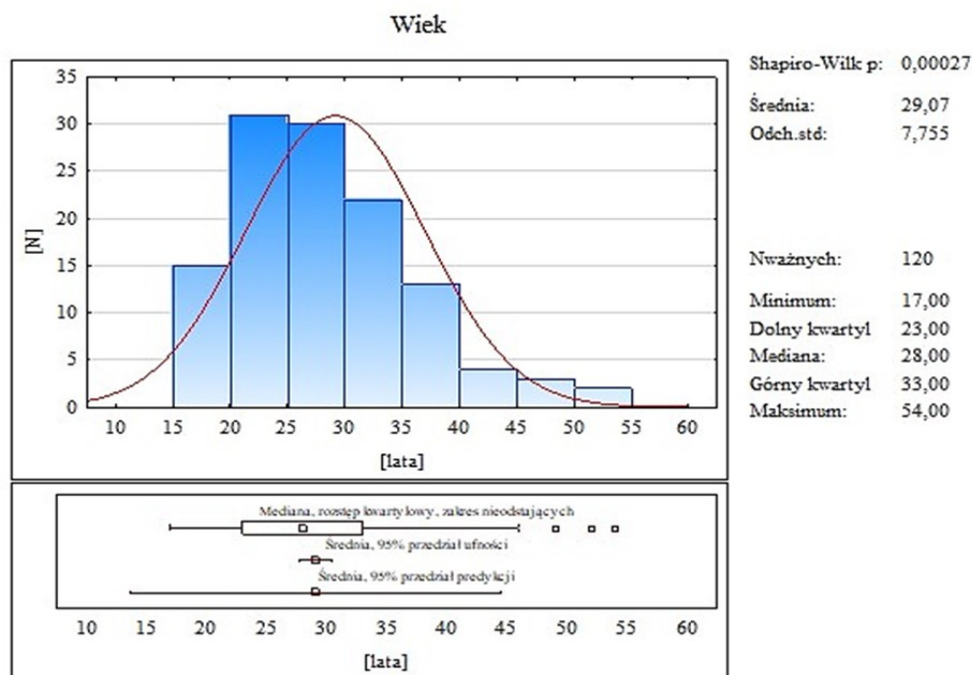 Wiek
Shapiro-Wilk p: 0,00027
Średnia: 29,07
Odch.std: 7,755
Nważnych: 120
Minimum: 17,00
Dolny kwartyl 23,00
Mediana: 28,00
Górny kwartyl 33,00
Maksimum: 54,00
35
30
25
20
15
10
5
0
[N]
10 15 20 25 30 35 40 45 50 55 60
[lata]
Mediana, rozstęp kwartylowy, zakres nieodstających
Średnia, 95% przedział ufności
Średnia, 95% przedział predykcji
10 15 20 25 30 35 40 45 50 55 60
[lata]